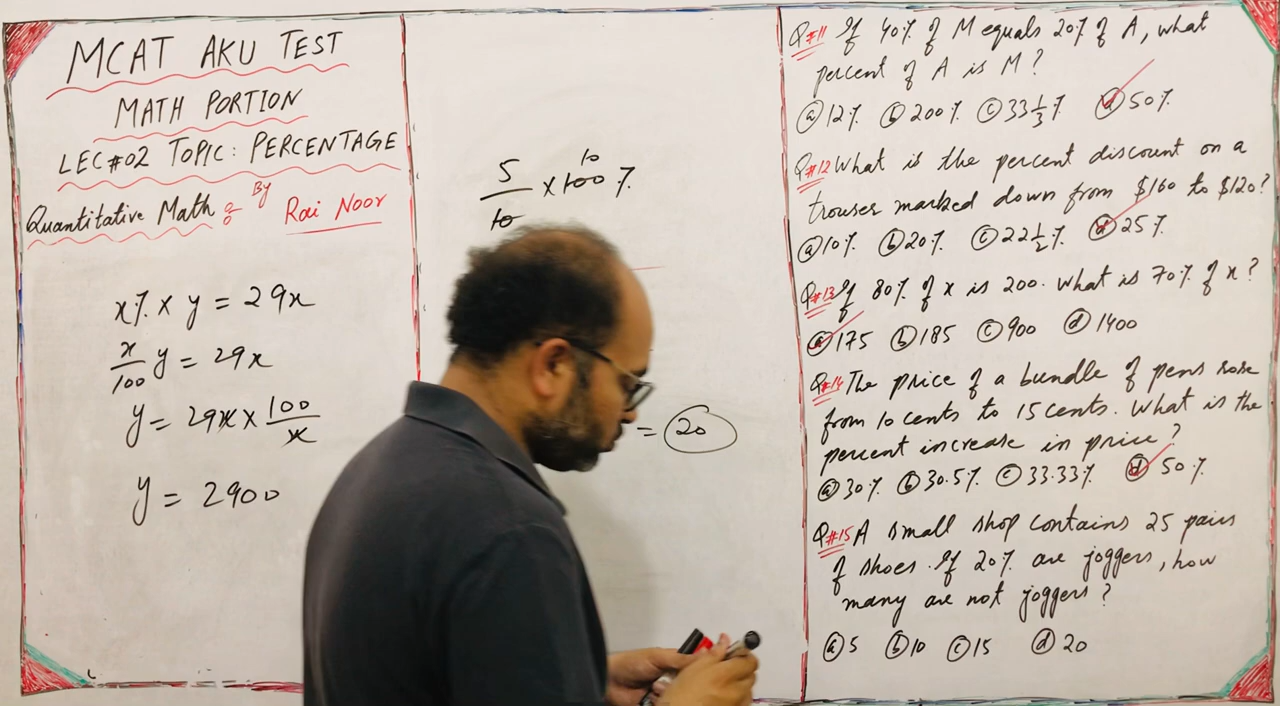 MCAT AKU TEST
MATH PORTION
LEC#02 TOPIC: PERCENTAGE
Quantitative Math: By Rai Noor
x% × y = 29x
x/100 y = 29x
y = 29x × 100/x
y = 2900
5/10 × 100 10 %
= 20
Q#11 If 40% of M equals 20% of A, what
percent of A is M?
ⓐ 12% ⓑ 200% ⓒ 33 1/3 % ⓓ 50%
Q#12 What is the percent discount on a
trouser marked down from $160 to $120?
ⓐ 10% ⓑ 20% ⓒ 22 1/2 % ⓓ 25%
Q#13 If 80% of x is 200. What is 70% of x?
ⓐ 175 ⓑ 185 ⓒ 900 ⓓ 1400
Q#14 The price of a bundle of pens rose
from 10 cents to 15 cents. What is the
percent increase in price?
ⓐ 30% ⓑ 30.5% ⓒ 33.33% ⓓ 50%
Q#15 A small shop contains 25 pairs
of shoes. If 20% are joggers, how
many are not joggers?
ⓐ 5 ⓑ 10 ⓒ 15 ⓓ 20